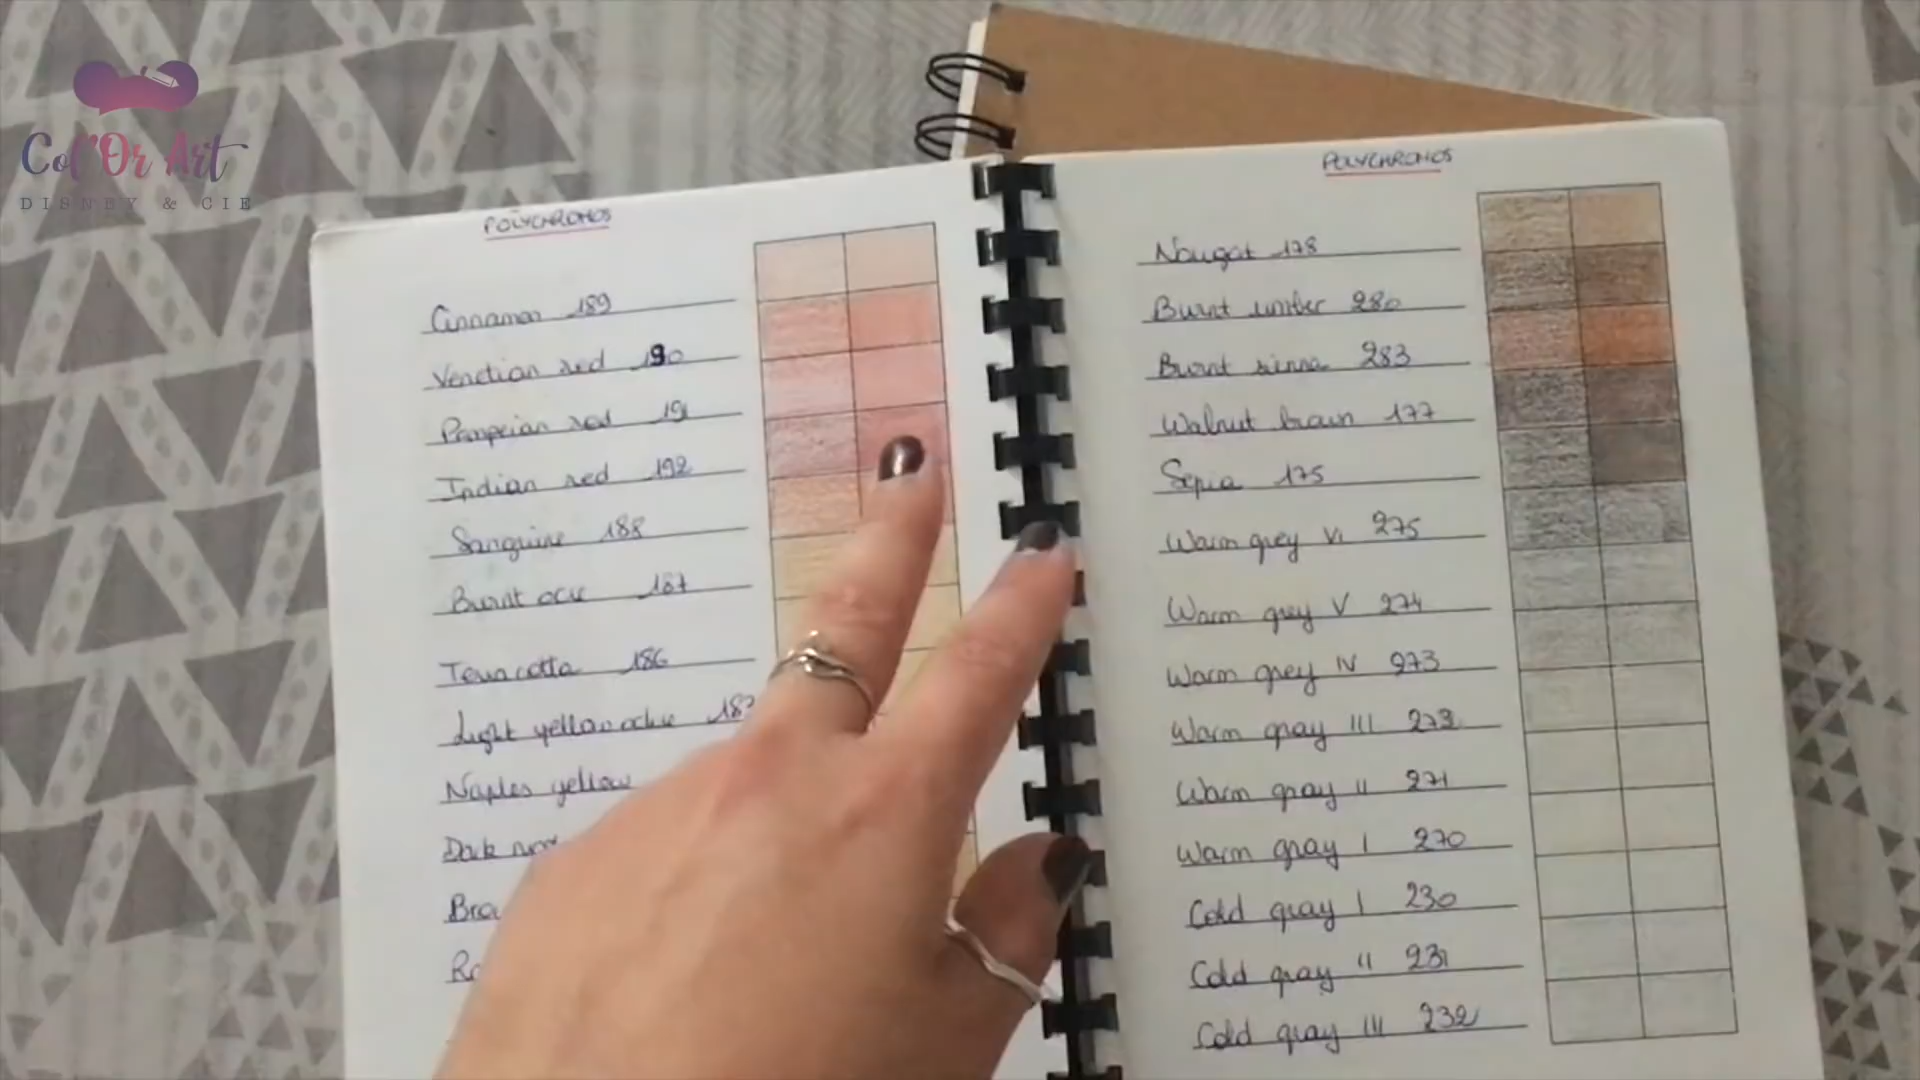 Col'Or Art
DISNEY & CIE
POLYCHROMOS
Cinnamon 189
Venetian red 190
Pompeian red 191
Indian red 192
Sanguine 188
Burnt ocre 187
Terracotta 186
Light yellow ochre 183
Naples yellow
Dark
POLYCHROMOS
Nougat 178
Burnt umber 280
Burnt sienna 283
Walnut brown 177
Sepia 175
Warm grey VI 275
Warm grey V 274
Warm grey IV 273
Warm gray III 273
Warm gray II 271
Warm gray I 270
Cold gray I 230
Cold gray II 231
Cold gray III 232